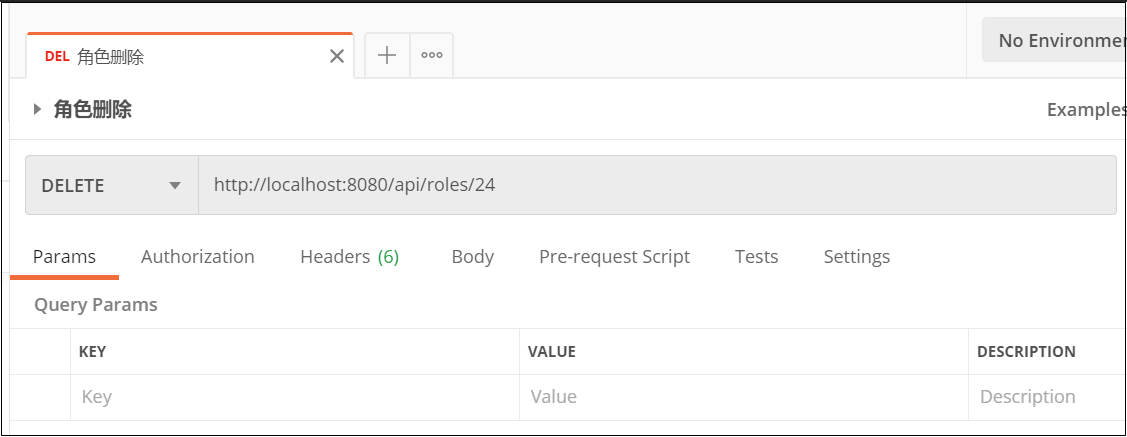 DEL 角色删除 No Environmen
角色删除 Examples
DELETE http://localhost:8080/api/roles/24
Params Authorization Headers (6) Body Pre-request Script Tests Settings
Query Params
KEY VALUE DESCRIPTION
Key Value Description